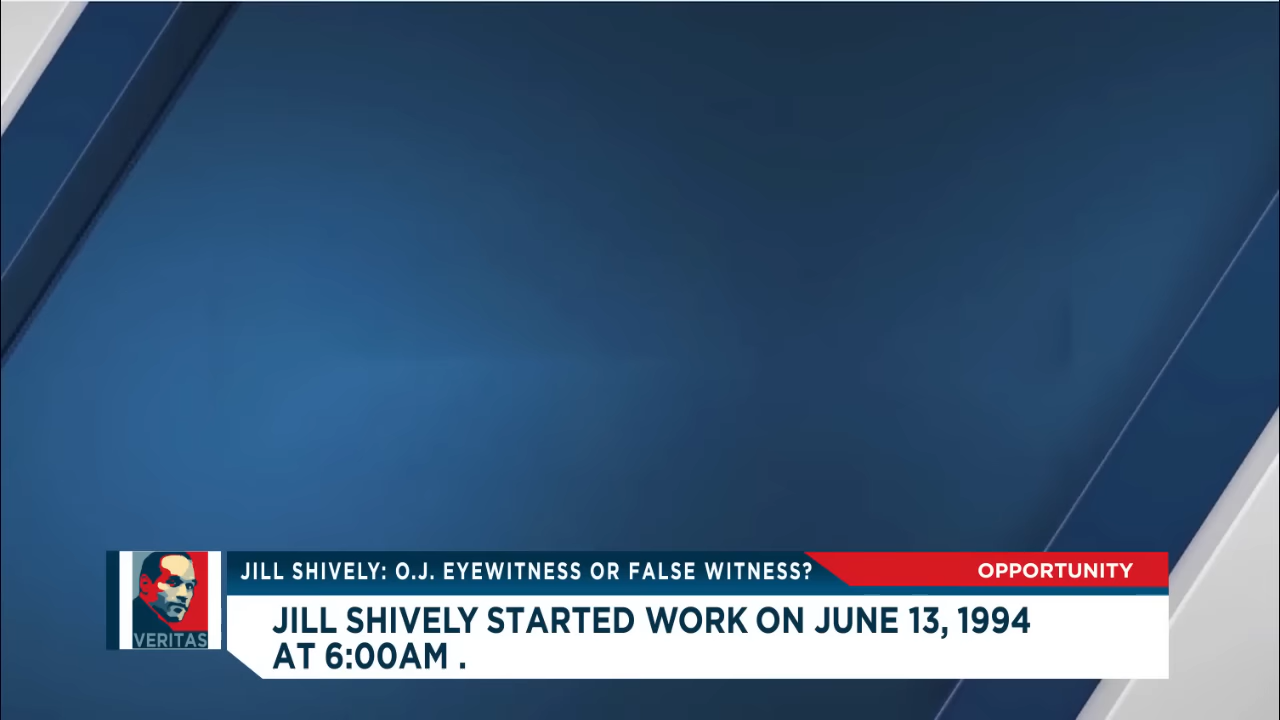 JILL SHIVELY: O.J. EYEWITNESS OR FALSE WITNESS?
OPPORTUNITY
JILL SHIVELY STARTED WORK ON JUNE 13, 1994
AT 6:00AM .
VERITAS